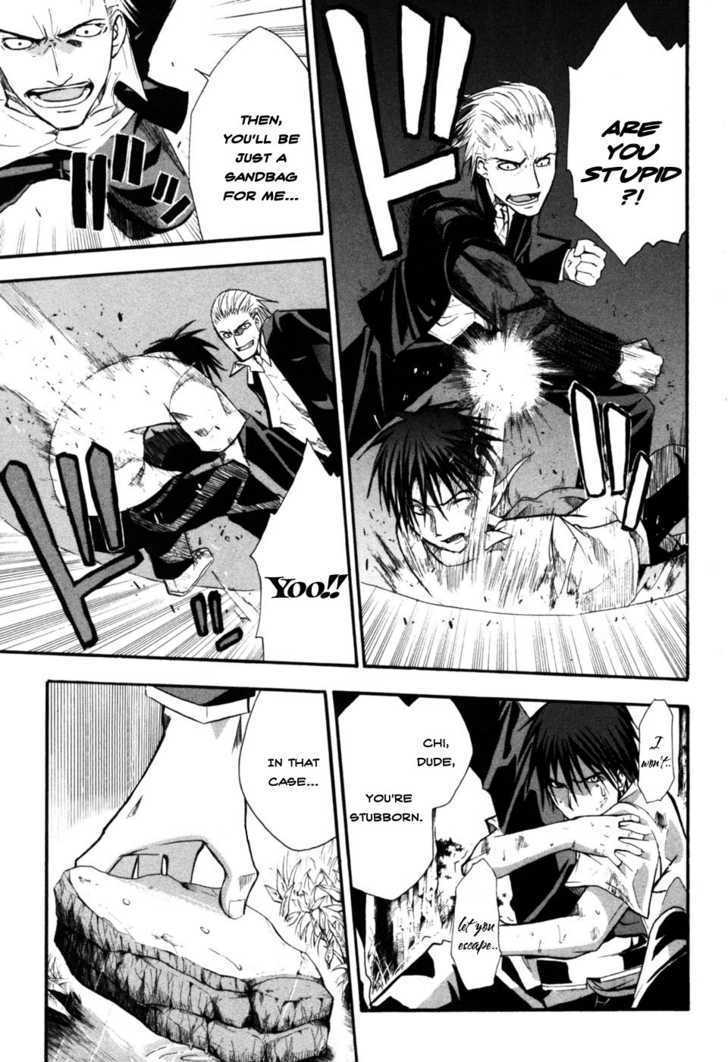 ARE
YOU
STUPID
?!
ドッ
THEN,
YOU'LL BE
JUST A
SANDBAG
FOR ME...
YOO!!
I
won't..
let you
escape..
CHI,
DUDE,
YOU'RE
STUBBORN.
IN THAT
CASE...